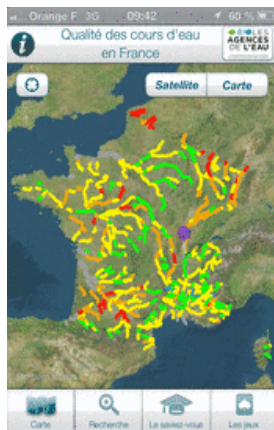 Orange F 3G 09:42 60 %
Qualité des cours d'eau
en France
LES
AGENCES
DE L'EAU
Satellite Carte
Carte Recherche Le saviez-vous Les jeux